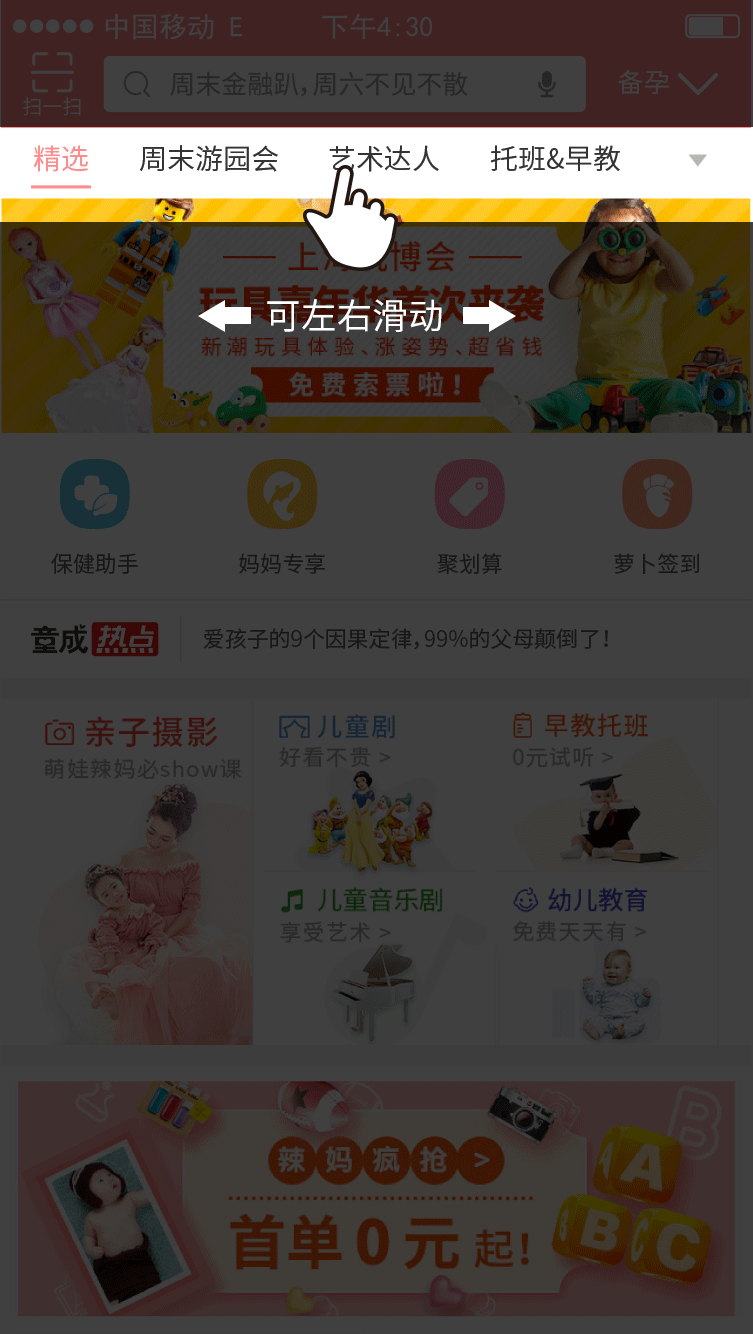 中国移动 E 下午4:30
扫一扫
周末金融趴，周六不见不散
备孕
精选 周末游园会 艺术达人 托班&早教
上海玩博会
玩具嘉年华首次来袭
可左右滑动
新潮玩具体验、涨姿势、超省钱
免费索票啦！
保健助手 妈妈专享 聚划算 萝卜签到
童成热点 爱孩子的9个因果定律，99%的父母颠倒了！
亲子摄影
萌娃辣妈必show课
儿童剧
好看不贵 >
早教托班
0元试听 >
儿童音乐剧
享受艺术 >
幼儿教育
免费天天有 >
辣妈疯抢 >
首单0元起！
A
B
C
B